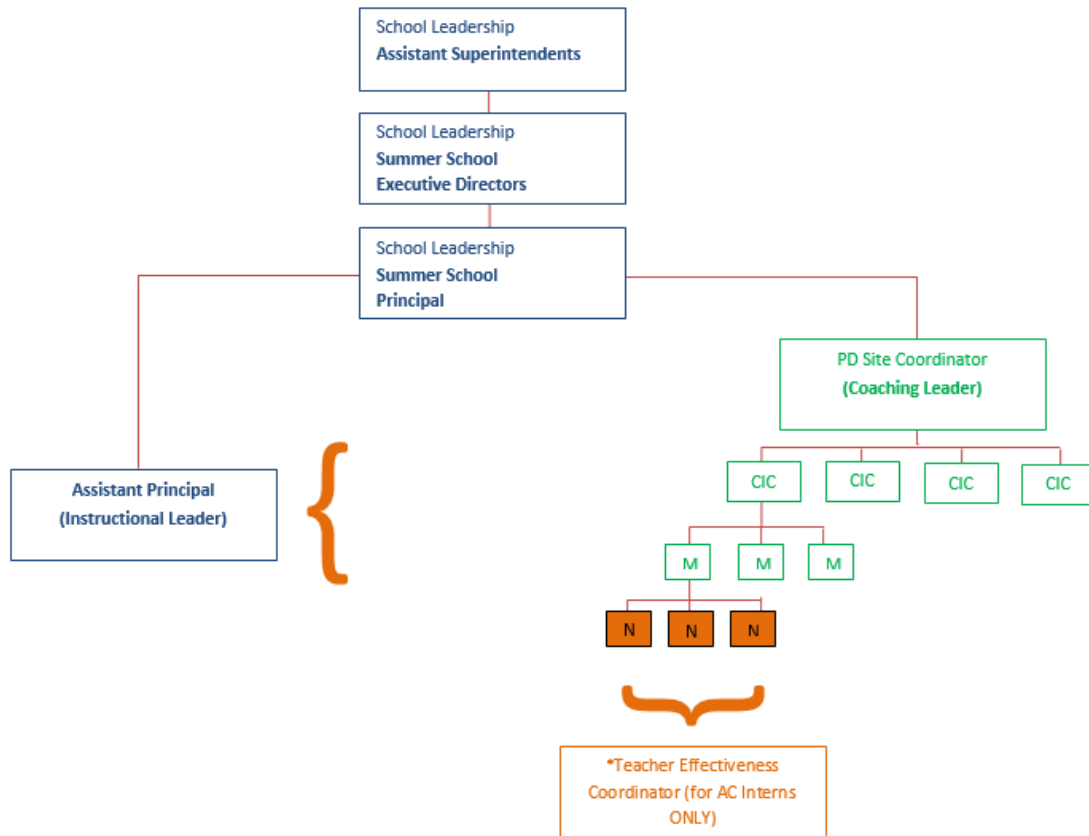 School Leadership
Assistant Superintendents
School Leadership
Summer School
Executive Directors
School Leadership
Summer School
Principal
PD Site Coordinator
(Coaching Leader)
Assistant Principal
(Instructional Leader)
CIC
CIC
CIC
CIC
M
M
M
N
N
N
*Teacher Effectiveness
Coordinator (for AC Interns
ONLY)